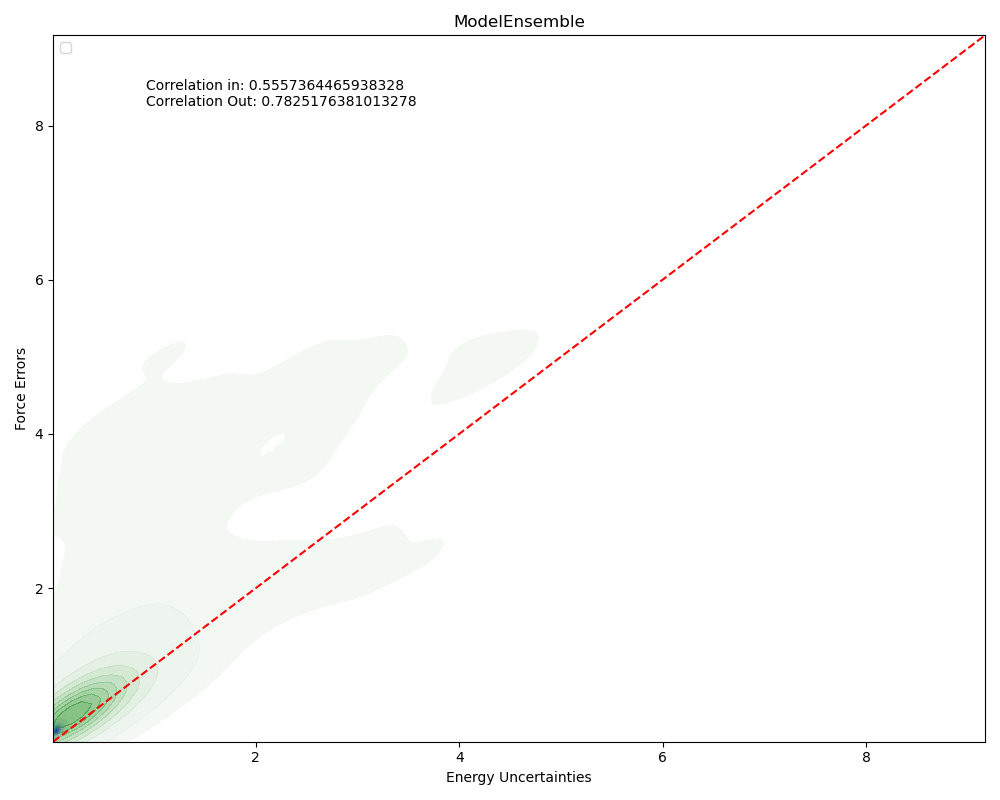 ModelEnsemble
Correlation in: 0.5557364465938328
Correlation Out: 0.7825176381013278
8
6
4
2
Force Errors
2 4 6 8
Energy Uncertainties